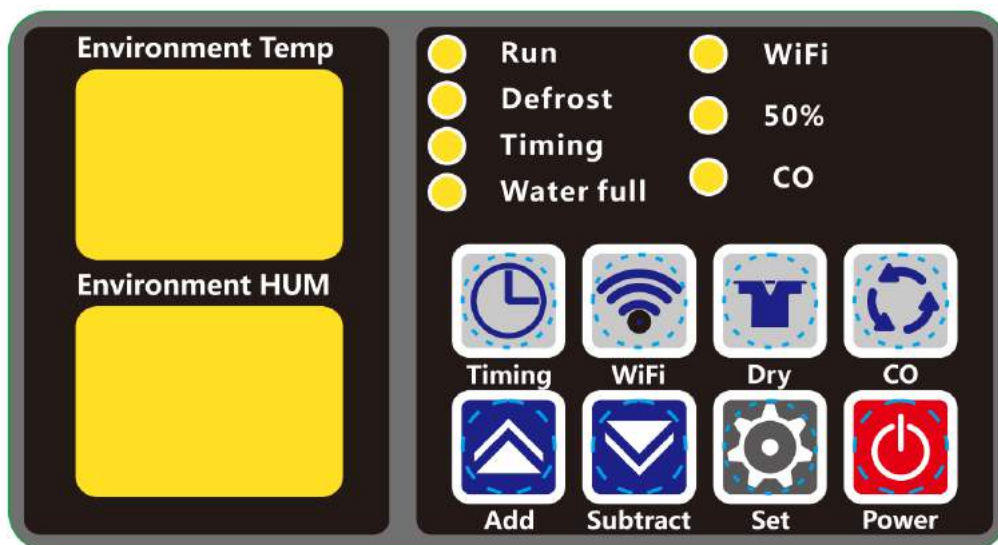 Environment Temp
Environment HUM
Run
Defrost
Timing
Water full
WiFi
50%
CO
Timing WiFi Dry CO
Add Subtract Set Power